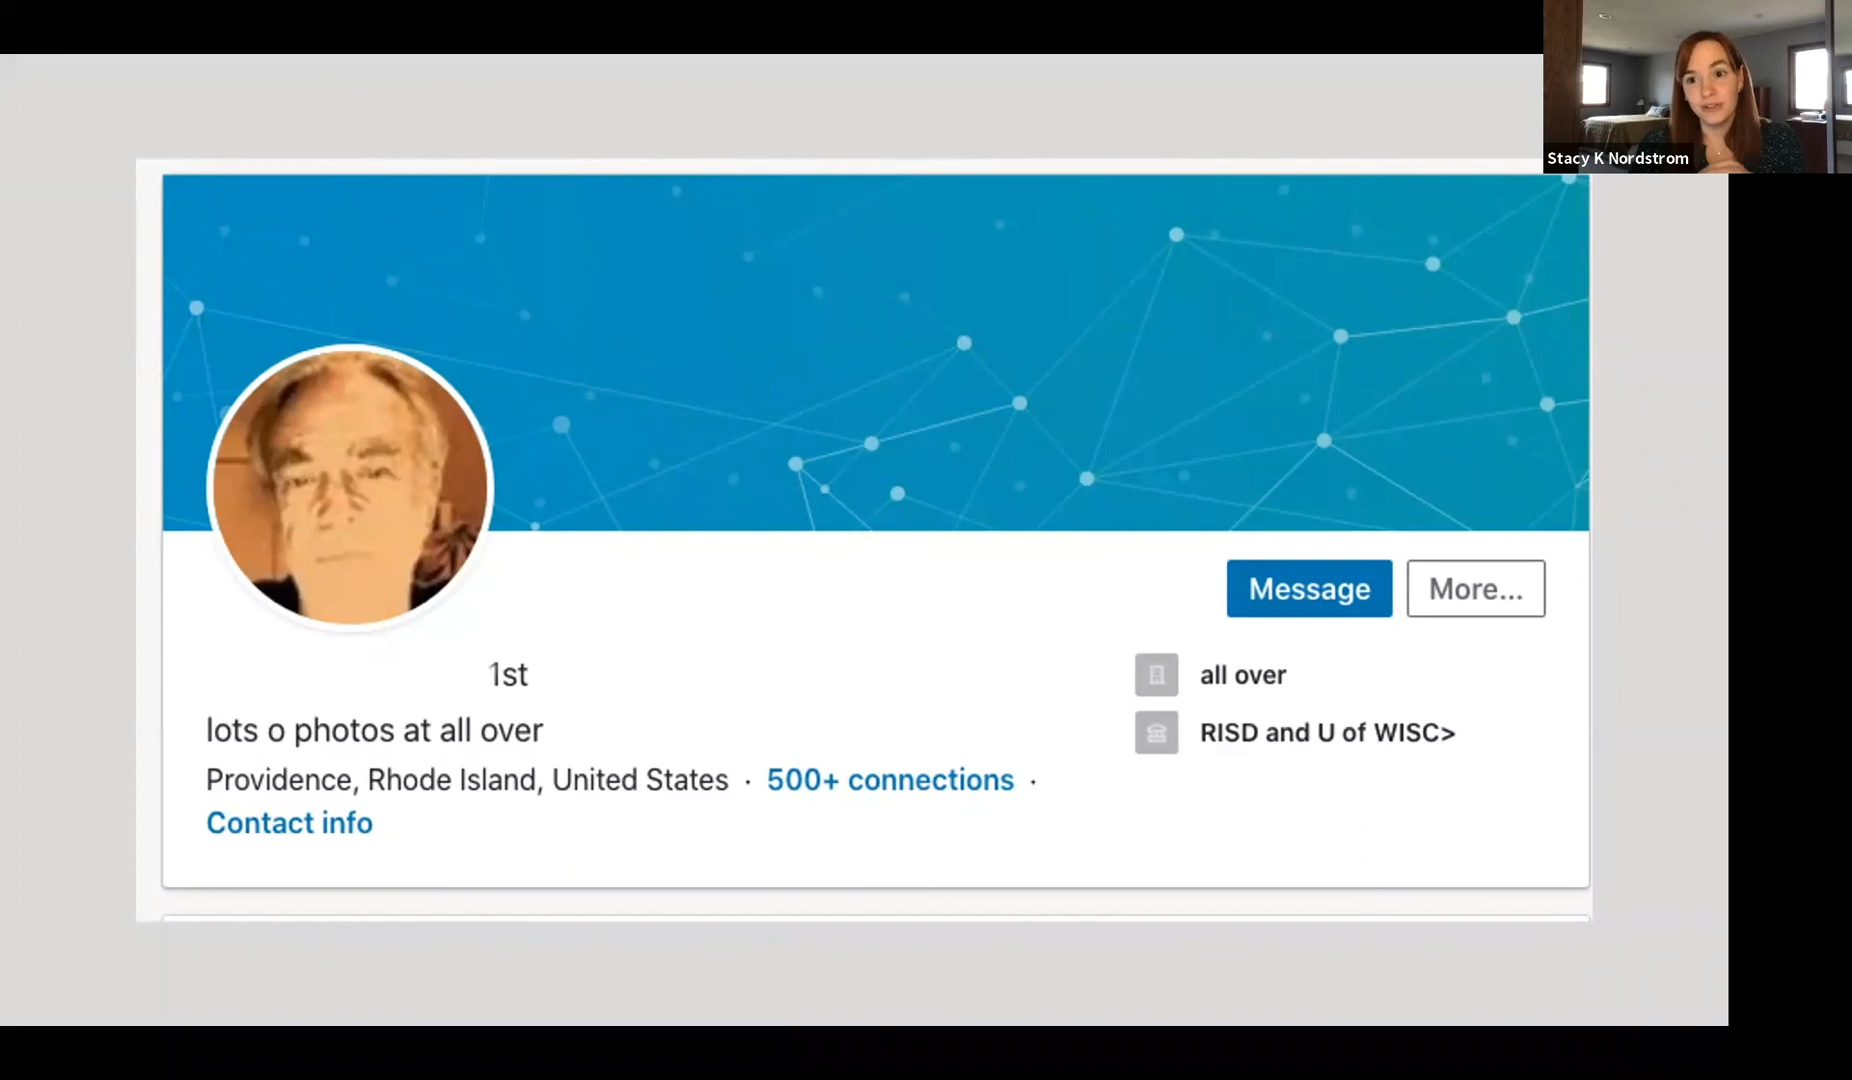 Stacy K Nordstrom
Message
More...
1st
all over
lots o photos at all over
RISD and U of WISC>
Providence, Rhode Island, United States · 500+ connections ·
Contact info